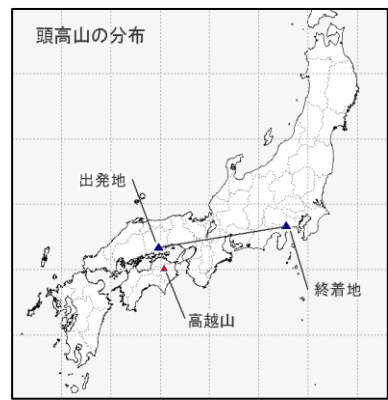 頭高山の分布
出発地
終着地
高越山